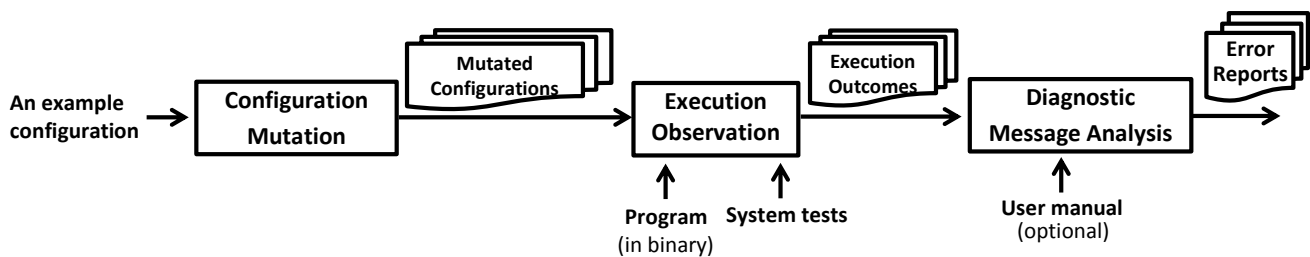 An example
configuration
Configuration
Mutation
Mutated
Configurations
Execution
Observation
Program
(in binary)
System tests
Execution
Outcomes
Diagnostic
Message Analysis
User manual
(optional)
Error
Reports